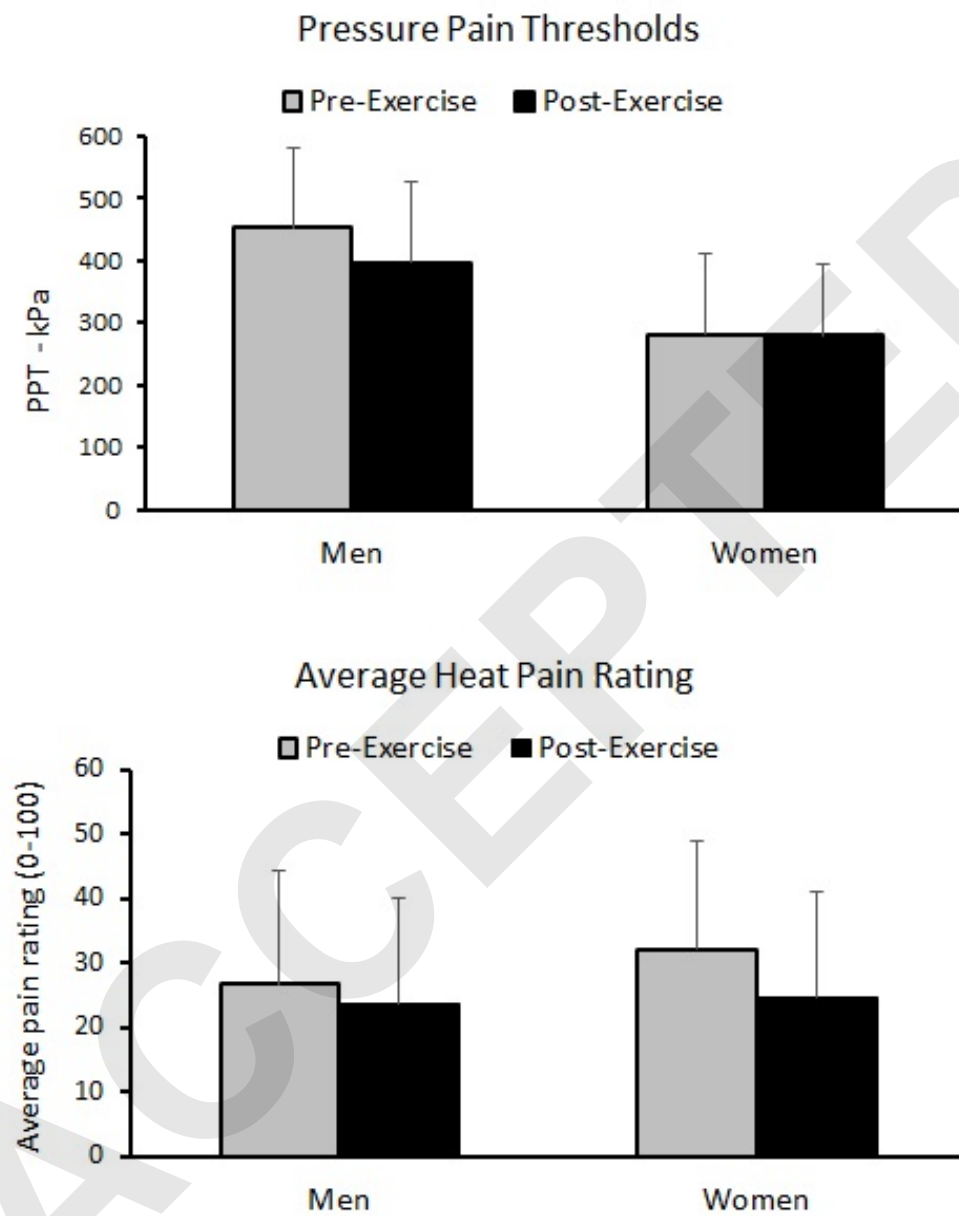 Pressure Pain Thresholds
Pre-Exercise Post-Exercise
600
500
400
300
200
100
0
PPT - kPa
Men Women
Average Heat Pain Rating
Pre-Exercise Post-Exercise
60
50
40
30
20
10
0
Average pain rating (0-100)
Men Women
ACCEPTED